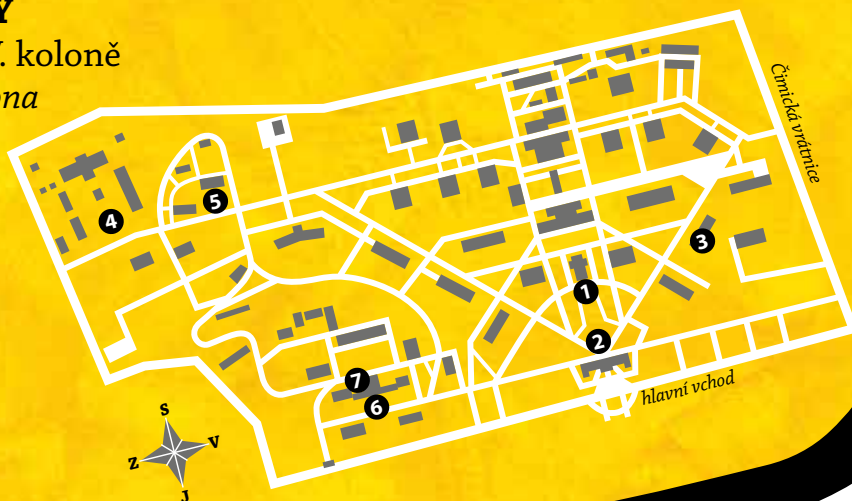 Y
. koloně
na
Čimická vrátnice
4
5
3
1
2
hlavní vchod
7
6
S
V
Z
J